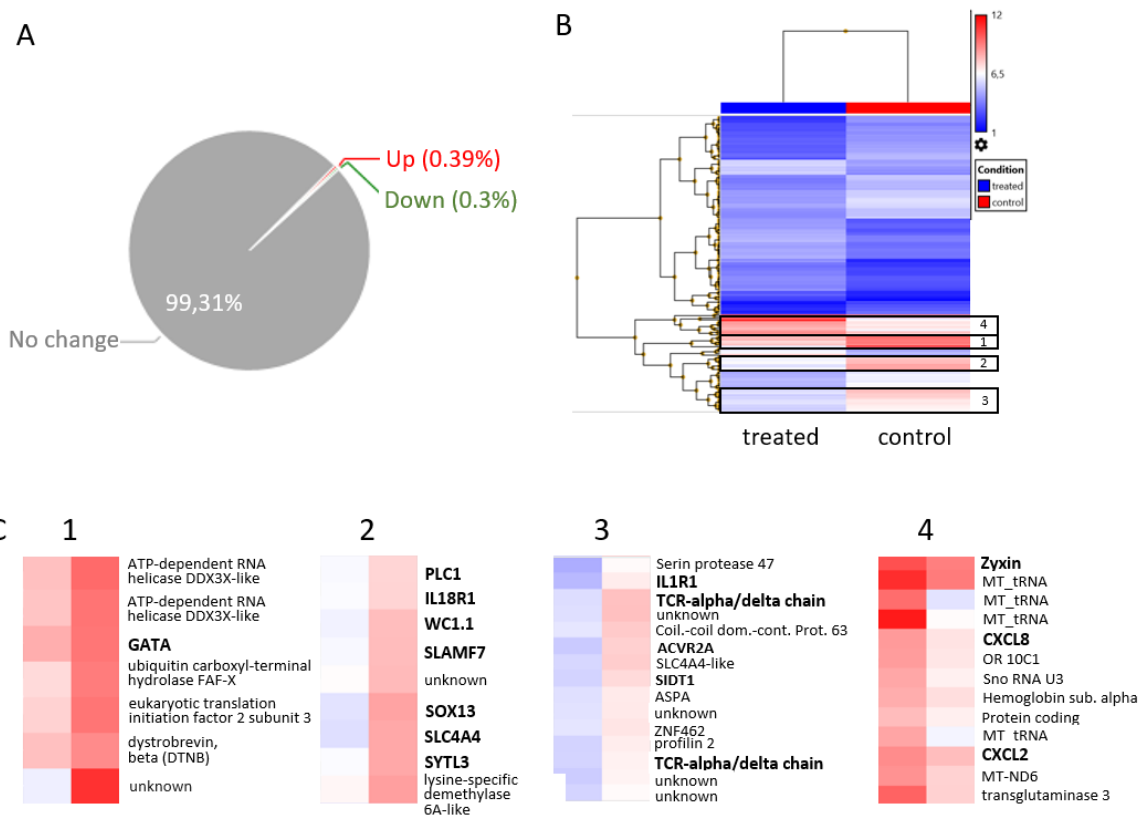 A
Up (0.39%)
Down (0.3%)
99,31%
No change
B
12
6,5
1
Condition
treated
control
4
1
2
3
treated
control
C
1
ATP-dependent RNA
helicase DDX3X-like
ATP-dependent RNA
helicase DDX3X-like
GATA
ubiquitin carboxyl-terminal
hydrolase FAF-X
eukaryotic translation
initiation factor 2 subunit 3
dystrobrevin,
beta (DTNB)
unknown
2
PLC1
IL18R1
WC1.1
SLAMF7
unknown
SOX13
SLC4A4
SYTL3
lysine-specific
demethylase
6A-like
3
Serin protease 47
IL1R1
TCR-alpha/delta chain
unknown
Coil.-coil dom.-cont. Prot. 63
ACVR2A
SLC4A4-like
SIDT1
ASPA
unknown
ZNF462
profilin 2
TCR-alpha/delta chain
unknown
unknown
4
Zyxin
MT_tRNA
MT_tRNA
MT_tRNA
CXCL8
OR 10C1
Sno RNA U3
Hemoglobin sub. alpha
Protein coding
MT_tRNA
CXCL2
MT-ND6
transglutaminase 3